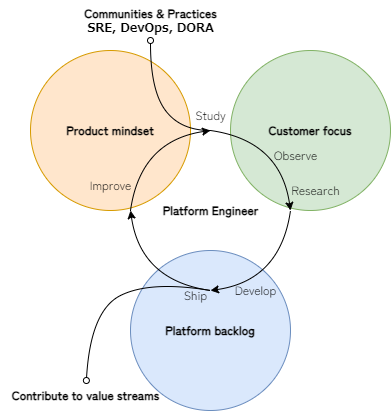 Communities & Practices
SRE, DevOps, DORA
Study
Product mindset
Customer focus
Observe
Improve
Research
Platform Engineer
Ship
Develop
Platform backlog
Contribute to value streams